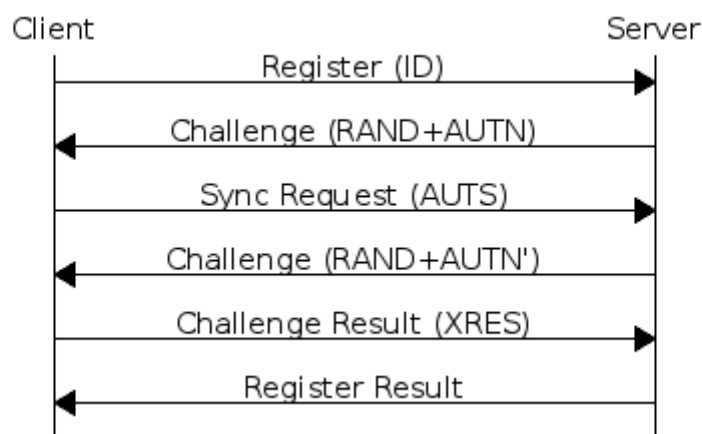 Client Server
Register (ID)
Challenge (RAND+AUTN)
Sync Request (AUTS)
Challenge (RAND+AUTN')
Challenge Result (XRES)
Register Result